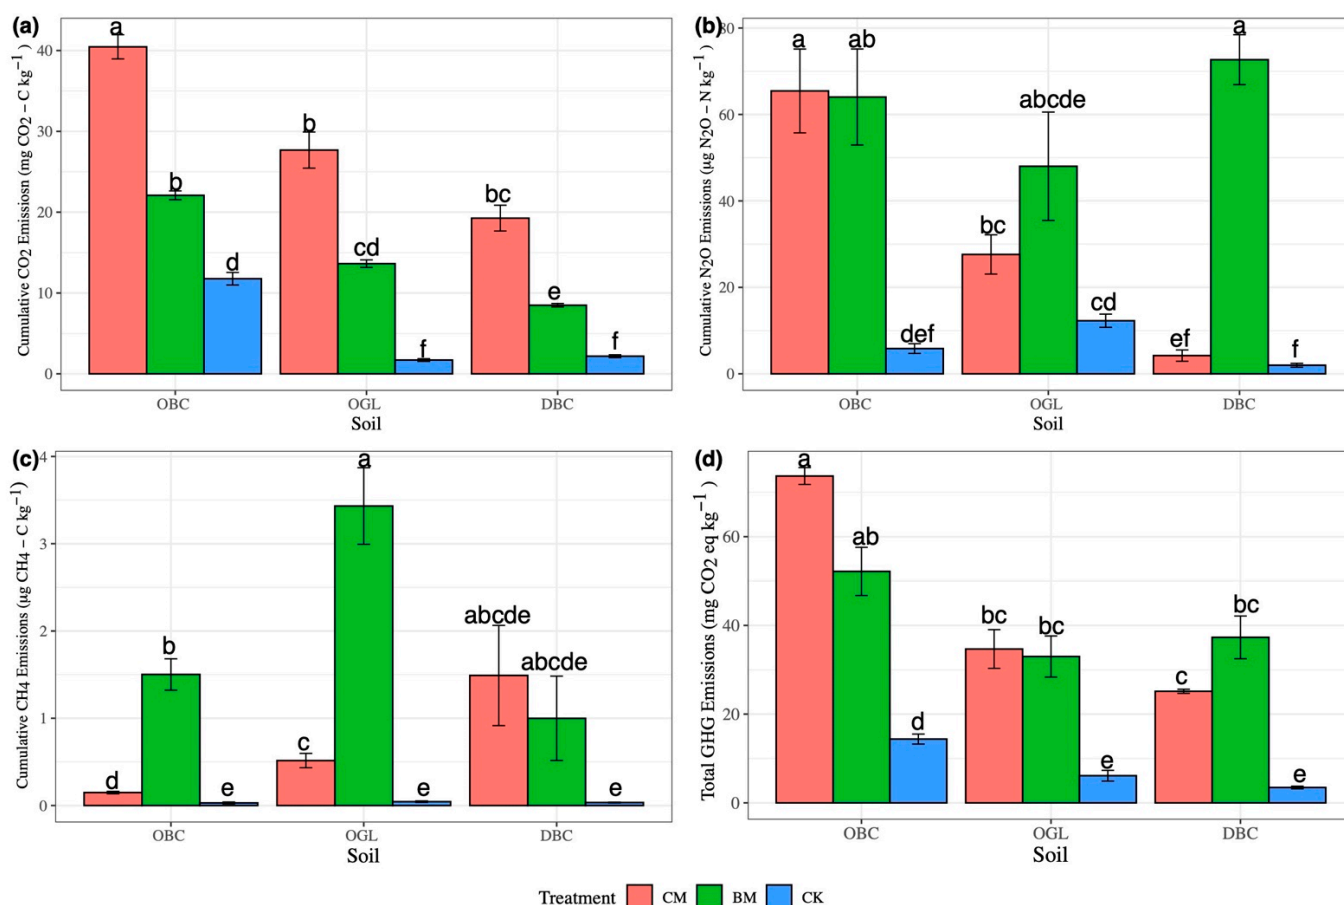 (a)
Cumulative CO2 Emissiosn (mg CO2 – C kg−1)
40
30
20
10
0
a
b
d
b
cd
f
bc
e
f
OBC OGL DBC
Soil
(b)
Cumulative N2O Emissions (µg N2O – N kg−1)
80
60
40
20
0
a
ab
def
bc
abcde
cd
ef
a
f
OBC OGL DBC
Soil
(c)
Cumulative CH4 Emissions (µg CH4 – C kg−1)
4
3
2
1
0
d
b
e
c
a
e
abcde
abcde
e
OBC OGL DBC
Soil
(d)
Total GHG Emissions (mg CO2 eq kg−1 )
60
40
20
0
a
ab
d
bc
bc
e
c
bc
e
OBC OGL DBC
Soil
Treatment CM BM CK